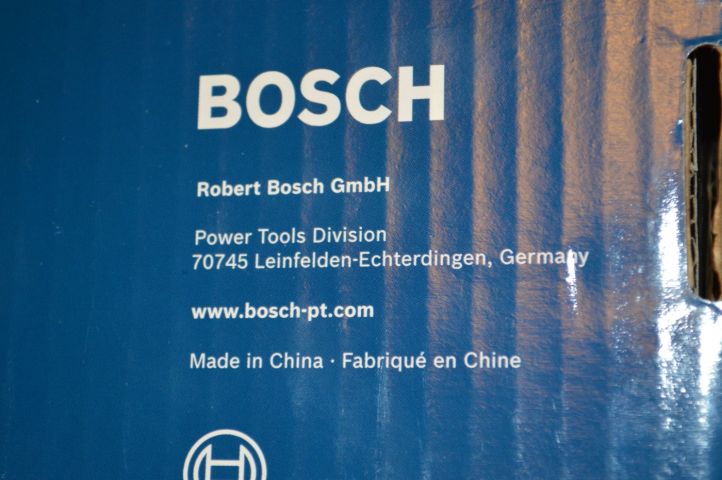 BOSCH
Robert Bosch GmbH
Power Tools Division
70745 Leinfelden-Echterdingen, Germany
www.bosch-pt.com
Made in China · Fabriqué en Chine